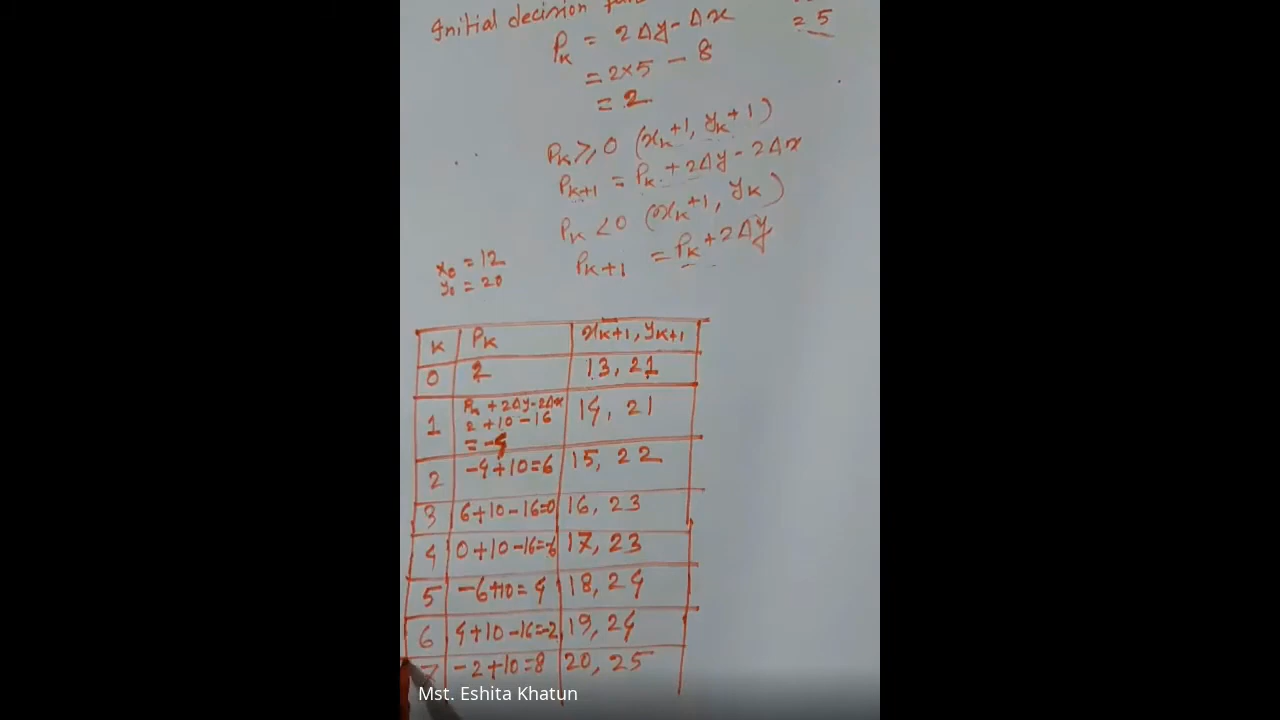 Initial decision
= 5
Pk = 2Δy - Δx
= 2×5 - 8
= 2
Pk ≥ 0 (xk+1, yk+1)
Pk+1 = Pk + 2Δy - 2Δx
Pk < 0 (xk+1, yk)
Pk+1 = Pk + 2Δy
x0 = 12
y0 = 20
K Pk xk+1, yk+1
0 2 13, 21
1 Pk + 2Δy - 2Δx 14, 21
2 + 10 - 16
= -4
2 -4+10=6 15, 22
3 6+10-16=0 16, 23
4 0+10-16=-6 17, 23
5 -6+10=4 18, 24
6 4+10-16=-2 19, 24
7 -2+10=8 20, 25
Mst. Eshita Khatun